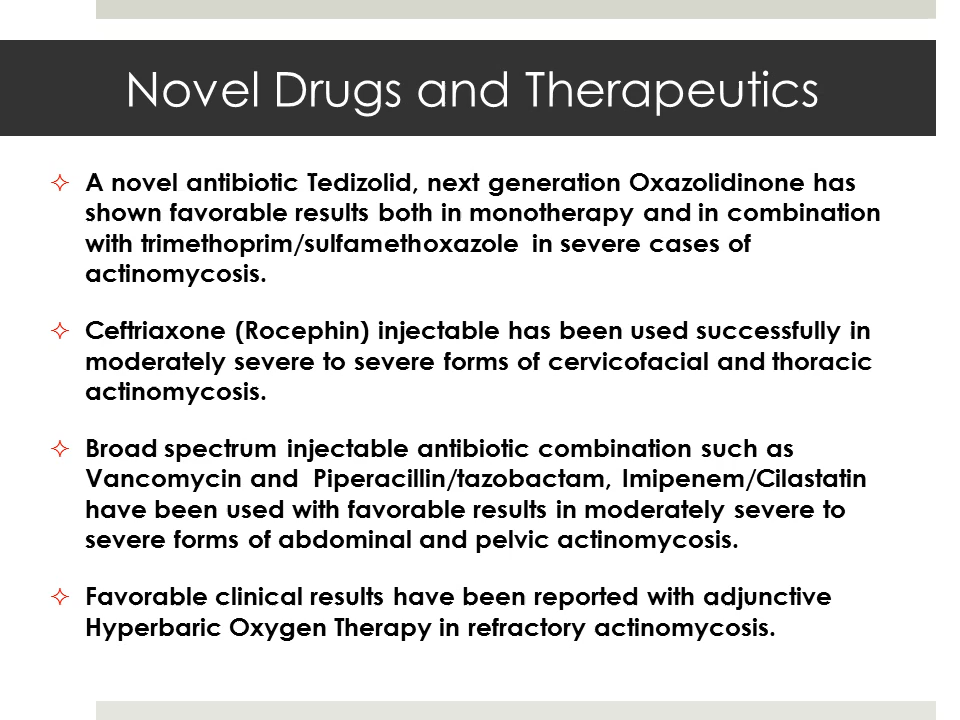 Novel Drugs and Therapeutics
A novel antibiotic Tedizolid, next generation Oxazolidinone has
shown favorable results both in monotherapy and in combination
with trimethoprim/sulfamethoxazole  in severe cases of
actinomycosis.
Ceftriaxone (Rocephin) injectable has been used successfully in
moderately severe to severe forms of cervicofacial and thoracic
actinomycosis.
Broad spectrum injectable antibiotic combination such as
Vancomycin and  Piperacillin/tazobactam, Imipenem/Cilastatin
have been used with favorable results in moderately severe to
severe forms of abdominal and pelvic actinomycosis.
Favorable clinical results have been reported with adjunctive
Hyperbaric Oxygen Therapy in refractory actinomycosis.